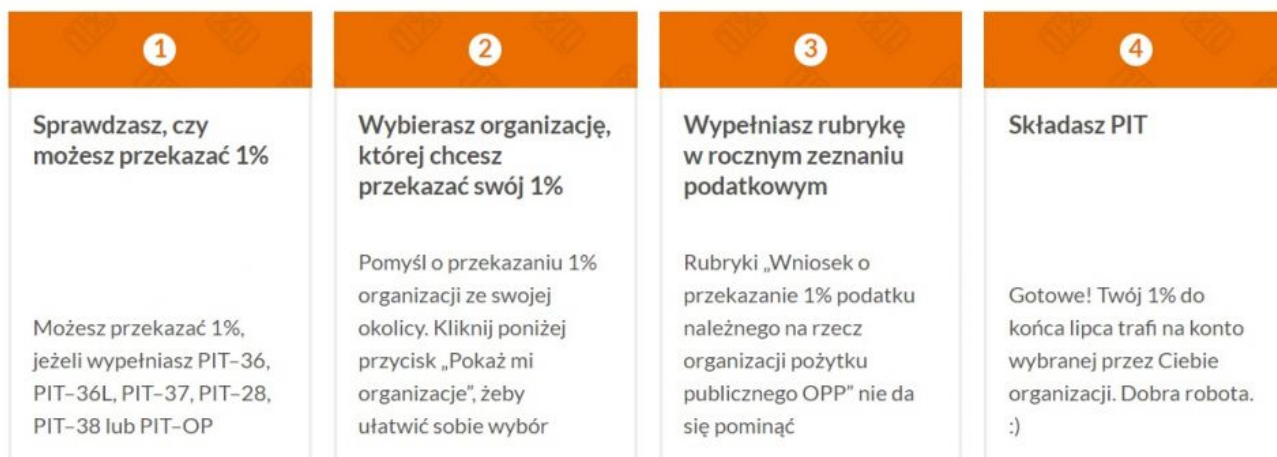 1
Sprawdzasz, czy
możesz przekazać 1%
Możesz przekazać 1%,
jeżeli wypełniasz PIT–36,
PIT–36L, PIT–37, PIT–28,
PIT–38 lub PIT–OP
2
Wybierasz organizację,
której chcesz
przekazać swój 1%
Pomyśl o przekazaniu 1%
organizacji ze swojej
okolicy. Kliknij poniżej
przycisk „Pokaż mi
organizacje”, żeby
ułatwić sobie wybór
3
Wypełniasz rubrykę
w rocznym zeznaniu
podatkowym
Rubryki „Wniosek o
przekazanie 1% podatku
należnego na rzecz
organizacji pożytku
publicznego OPP” nie da
się pominąć
4
Składasz PIT
Gotowe! Twój 1% do
końca lipca trafi na konto
wybranej przez Ciebie
organizacji. Dobra robota.
:)